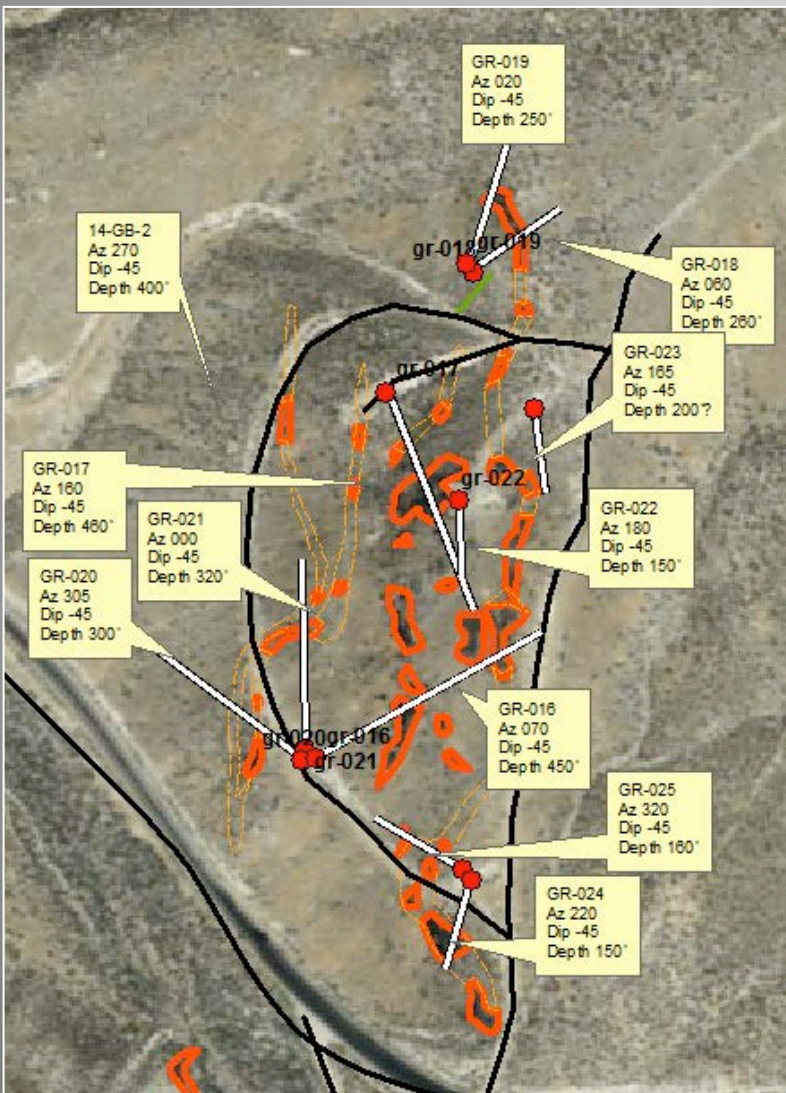 GR-019
Az 020
Dip -45
Depth 250'
14-GB-2
Az 270
Dip -45
Depth 400'
gr-018
gr-019
GR-018
Az 060
Dip -45
Depth 260'
GR-023
Az 165
Dip -45
Depth 200'?
gr-017
GR-017
Az 160
Dip -45
Depth 460'
gr-022
GR-021
Az 000
Dip -45
Depth 320'
GR-022
Az 180
Dip -45
Depth 150'
GR-020
Az 305
Dip -45
Depth 300'
gr-020
gr-016
gr-021
GR-016
Az 070
Dip -45
Depth 450'
GR-025
Az 320
Dip -45
Depth 160'
GR-024
Az 220
Dip -45
Depth 150'